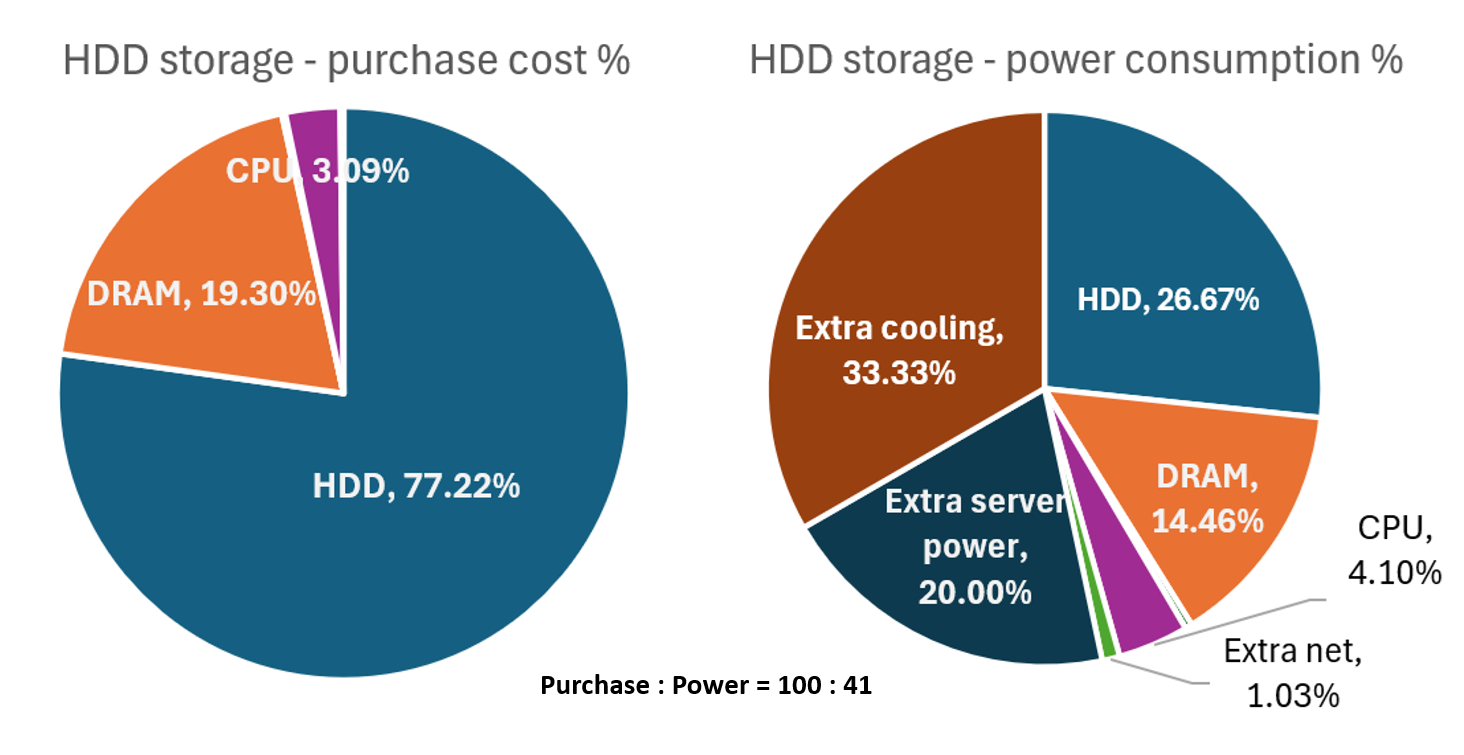 HDD storage - purchase cost %
CPU, 3.09%
DRAM, 19.30%
HDD, 77.22%
HDD storage - power consumption %
HDD, 26.67%
Extra cooling,
33.33%
DRAM,
14.46%
Extra server
power,
20.00%
CPU,
4.10%
Extra net,
1.03%
Purchase : Power = 100 : 41